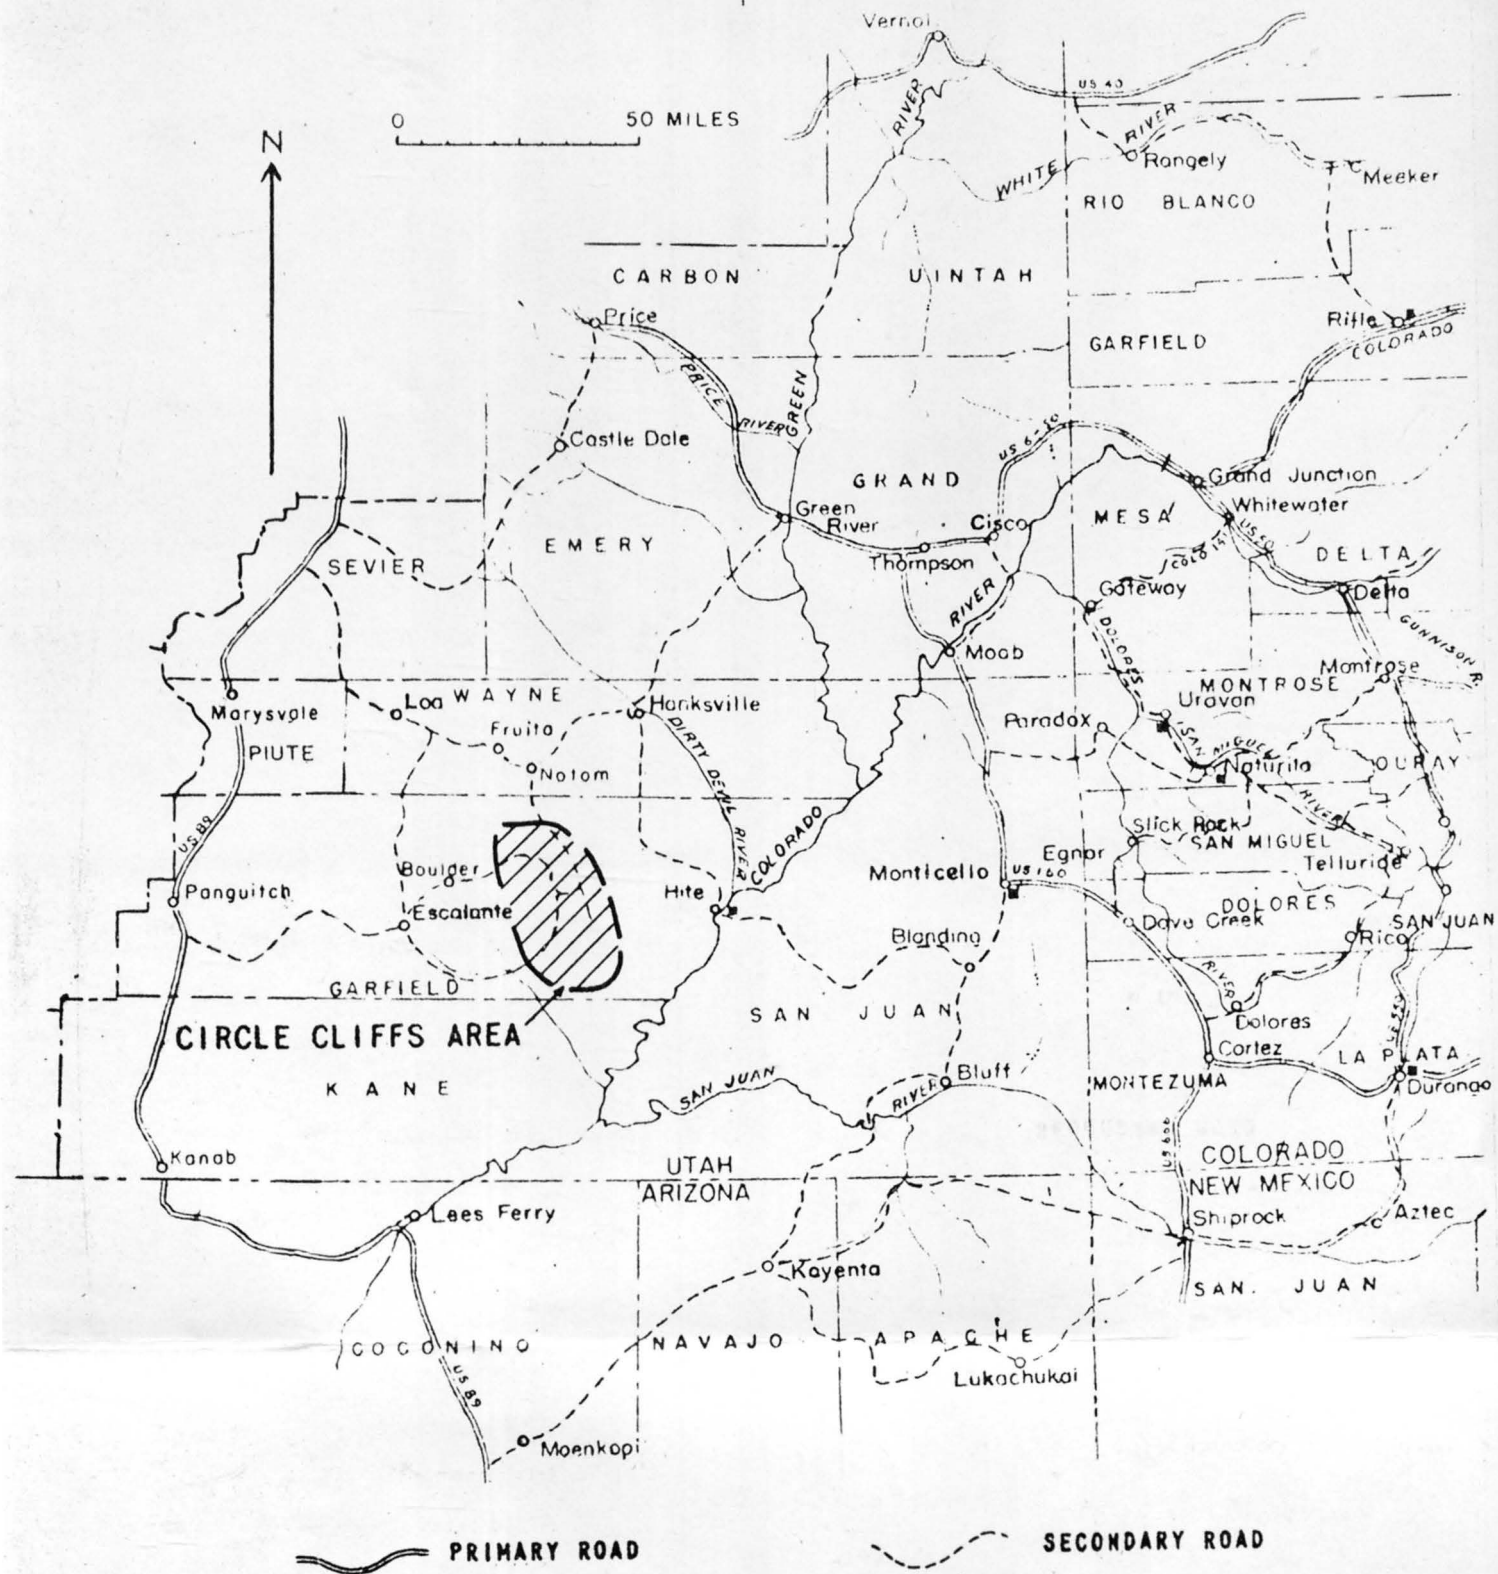 Vernal
US 40
0 50 MILES
N
RIVER
RIVER
WHITE
Rangely
Meeker
RIO BLANCO
CARBON
UINTAH
Price
Rifle
COLORADO
GARFIELD
PRICE
RIVER
GREEN
Castle Dale
US 6-50
GRAND
Grand Junction
Green
River
Cisco
MESA
Whitewater
US 50
EMERY
Thompson
DELTA
SEVIER
Gateway
Delta
RIVER
DOLORES
GUNNISON R.
Moab
Montrose
MONTROSE
Loa
WAYNE
Hanksville
Uravan
Marysvale
Fruita
Paradox
SAN MIGUEL
RIVER
PIUTE
Notom
DIRTY DEVIL RIVER
Naturita
OURAY
US 89
COLORADO
Slick Rock
SAN MIGUEL
Egnar
Telluride
Boulder
Monticello
US 160
Panguitch
Hite
DOLORES
Escalante
Dove Creek
SAN JUAN
Blanding
Rico
GARFIELD
RIVER
SAN JUAN
Dolores
CIRCLE CLIFFS AREA
Cortez
LA PLATA
KANE
SAN JUAN
RIVER
Bluff
MONTEZUMA
Durango
Kanab
UTAH
ARIZONA
US 666
COLORADO
NEW MEXICO
Lees Ferry
Shiprock
Aztec
Kayenta
SAN JUAN
COCONINO
NAVAJO
APACHE
US 89
Lukachukai
Moenkopi
PRIMARY ROAD
SECONDARY ROAD